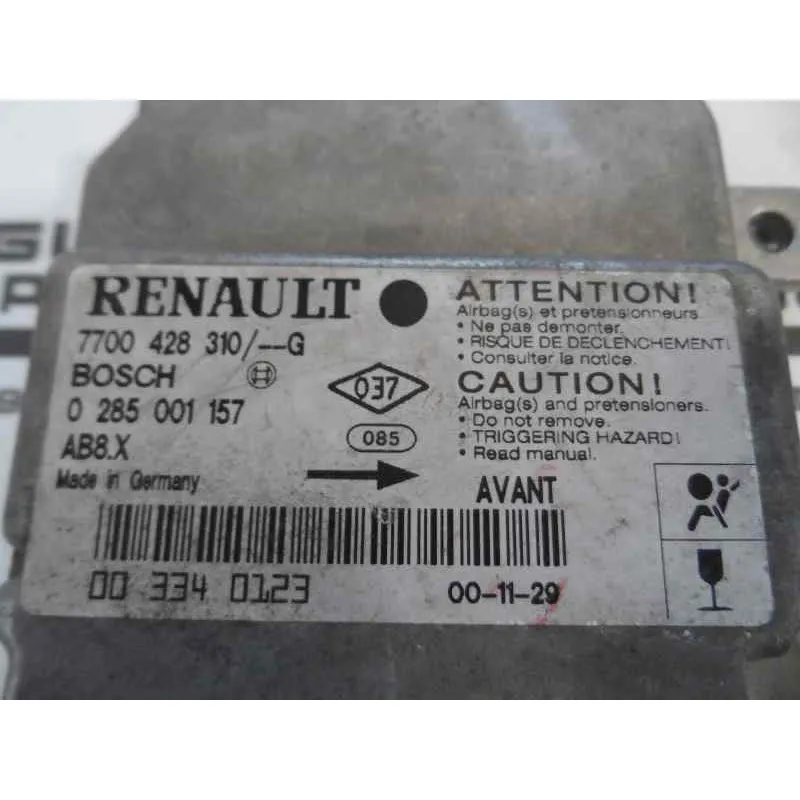 RENAULT
7700 428 310/--G
BOSCH
0 285 001 157
AB8.X
Made in Germany
037
085
ATTENTION!
Airbag(s) et pretensionneurs
• Ne pas demonter.
• RISQUE DE DECLENCHEMENT!
• Consulter la notice.
CAUTION!
Airbag(s) and pretensioners.
• Do not remove.
• TRIGGERING HAZARD!
• Read manual.
AVANT
00 334 0123
00-11-29